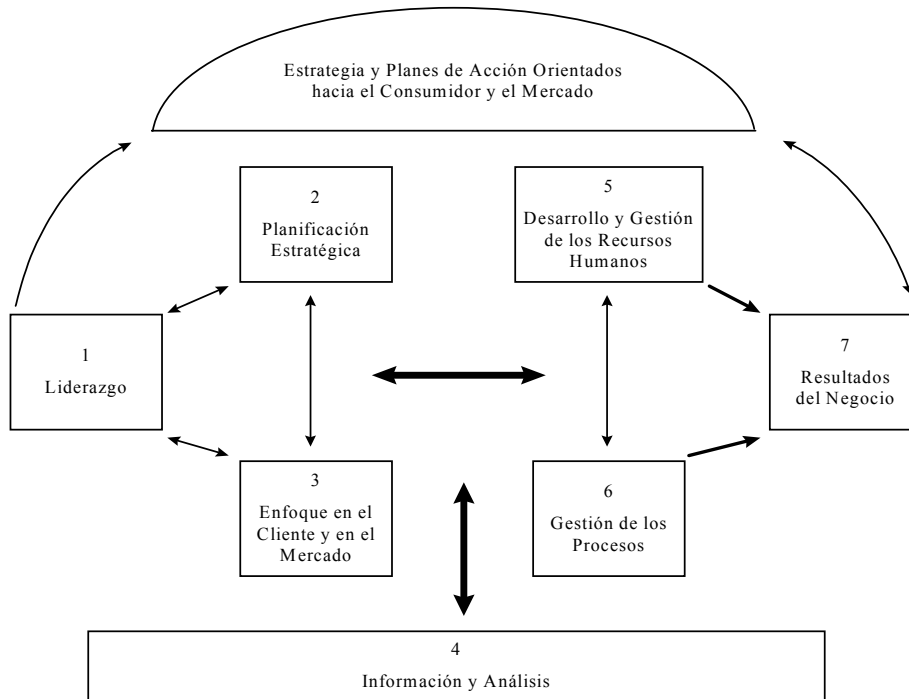 Estrategia y Planes de Acción Orientados
hacia el Consumidor y el Mercado
2
Planificación
Estratégica
5
Desarrollo y Gestión
de los Recursos
Humanos
1
Liderazgo
7
Resultados
del Negocio
3
Enfoque en el
Cliente y en el
Mercado
6
Gestión de los
Procesos
4
Información y Análisis